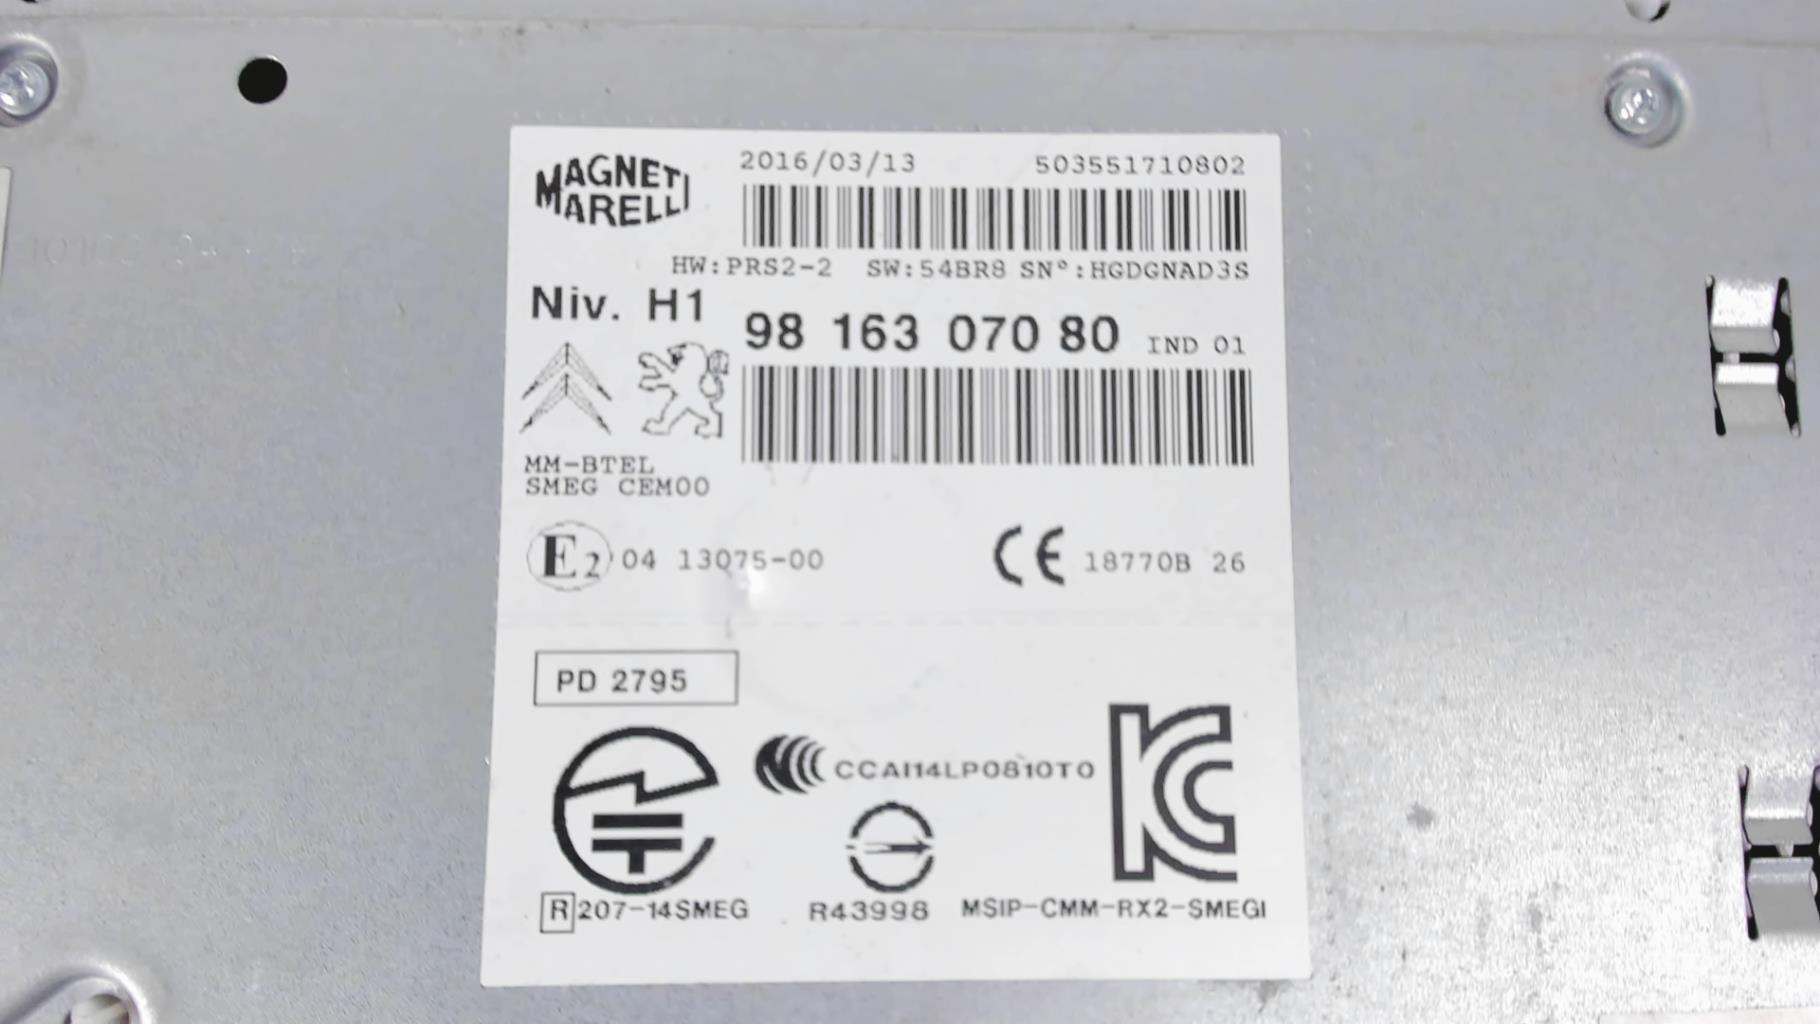 MAGNETI
MARELLI
2016/03/13 503551710802
HW:PRS2-2 SW:54BR8 SN°:HGDGNAD3S
Niv. H1
98 163 070 80 IND 01
MM-BTEL
SMEG CEM00
E2 04 13075-00
CE 18770B 26
PD 2795
CCAI14LP0810T0
R 207-14SMEG
R43998
MSIP-CMM-RX2-SMEGI